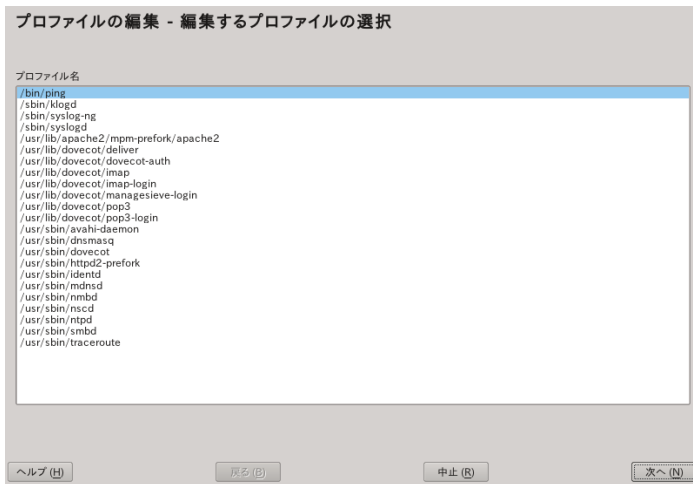 プロファイルの編集 - 編集するプロファイルの選択
プロファイル名
/bin/ping
/sbin/klogd
/sbin/syslog-ng
/sbin/syslogd
/usr/lib/apache2/mpm-prefork/apache2
/usr/lib/dovecot/deliver
/usr/lib/dovecot/dovecot-auth
/usr/lib/dovecot/imap
/usr/lib/dovecot/imap-login
/usr/lib/dovecot/managesieve-login
/usr/lib/dovecot/pop3
/usr/lib/dovecot/pop3-login
/usr/sbin/avahi-daemon
/usr/sbin/dnsmasq
/usr/sbin/dovecot
/usr/sbin/httpd2-prefork
/usr/sbin/identd
/usr/sbin/mdnsd
/usr/sbin/nmbd
/usr/sbin/nscd
/usr/sbin/ntpd
/usr/sbin/smbd
/usr/sbin/traceroute
ヘルプ (H) 戻る (B) 中止 (R) 次へ (N)